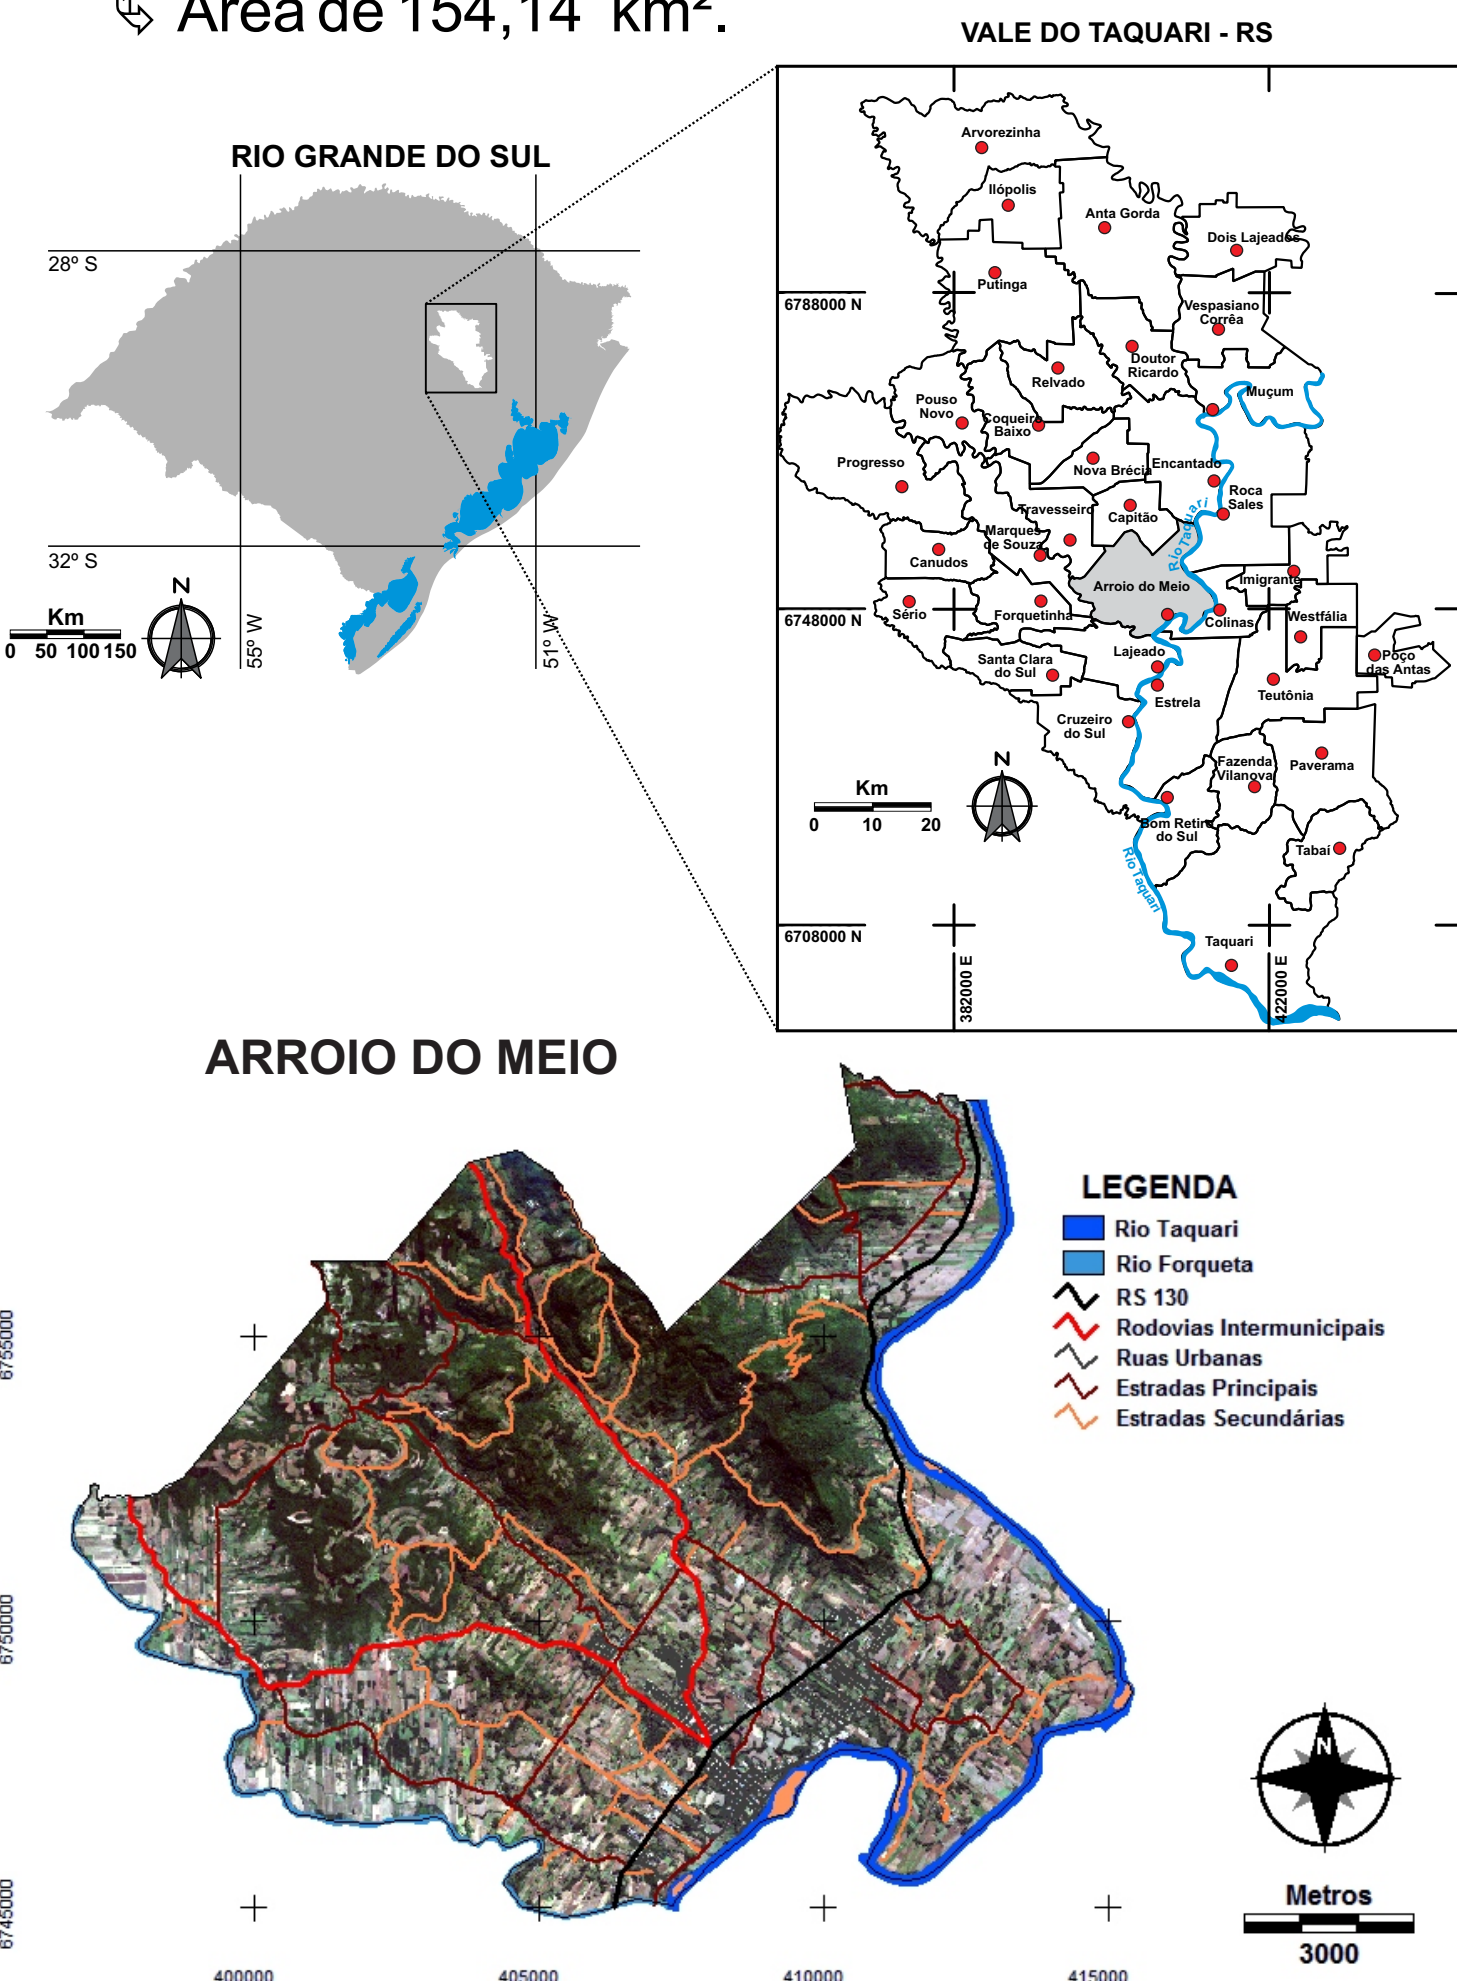 Área de 154,14 km².
VALE DO TAQUARI - RS
RIO GRANDE DO SUL
28º S
32º S
55º W
51º W
N
Km
0 50 100 150
Arvorezinha
Ilópolis
Anta Gorda
Dois Lajeados
Putinga
6788000 N
Vespasiano
Corrêa
Doutor
Ricardo
Relvado
Muçum
Pouso
Novo
Coqueiro
Baixo
Progresso
Nova Bréscia
Encantado
Roca
Sales
Travesseiro
Capitão
Rio Taquari
Marques
de Souza
Canudos
Arroio do Meio
Imigrante
Sério
Forquetinha
6748000 N
Colinas
Westfália
Lajeado
Santa Clara
do Sul
Poço
das Antas
Teutônia
Estrela
Cruzeiro
do Sul
Fazenda
Vilanova
Paverama
N
Km
0 10 20
Bom Retiro
do Sul
Tabaí
Rio Taquari
6708000 N
Taquari
382000 E
422000 E
ARROIO DO MEIO
LEGENDA
Rio Taquari
Rio Forqueta
RS 130
Rodovias Intermunicipais
Ruas Urbanas
Estradas Principais
Estradas Secundárias
6755000
6750000
6745000
N
Metros
3000
400000 405000 410000 415000